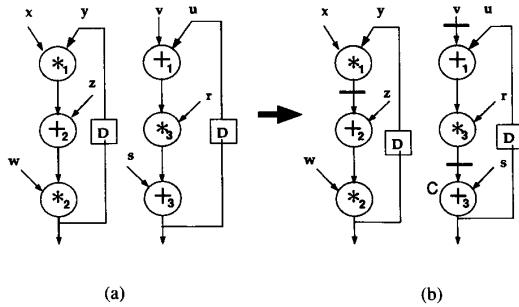 x y v u
x y v u
*1 +1 *1 +1
z r z r
+2 *3 D D +2 *3 D D
w s w s
*2 +3 *2 C +3
(a) (b)